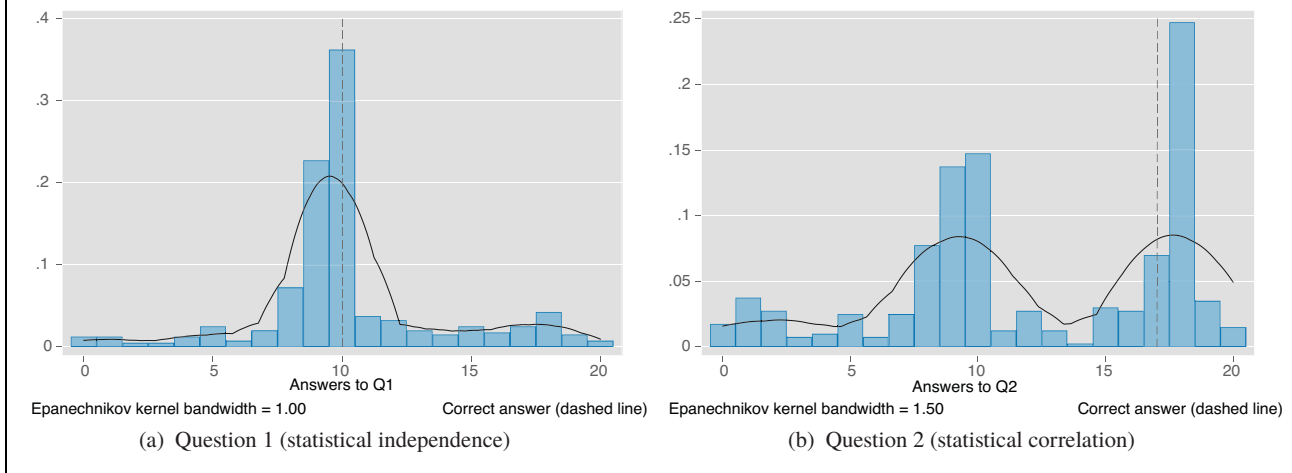 .4
.3
.2
.1
0
0 5 10 15 20
Answers to Q1
Epanechnikov kernel bandwidth = 1.00 Correct answer (dashed line)
(a) Question 1 (statistical independence)
.25
.2
.15
.1
.05
0
0 5 10 15 20
Answers to Q2
Epanechnikov kernel bandwidth = 1.50 Correct answer (dashed line)
(b) Question 2 (statistical correlation)